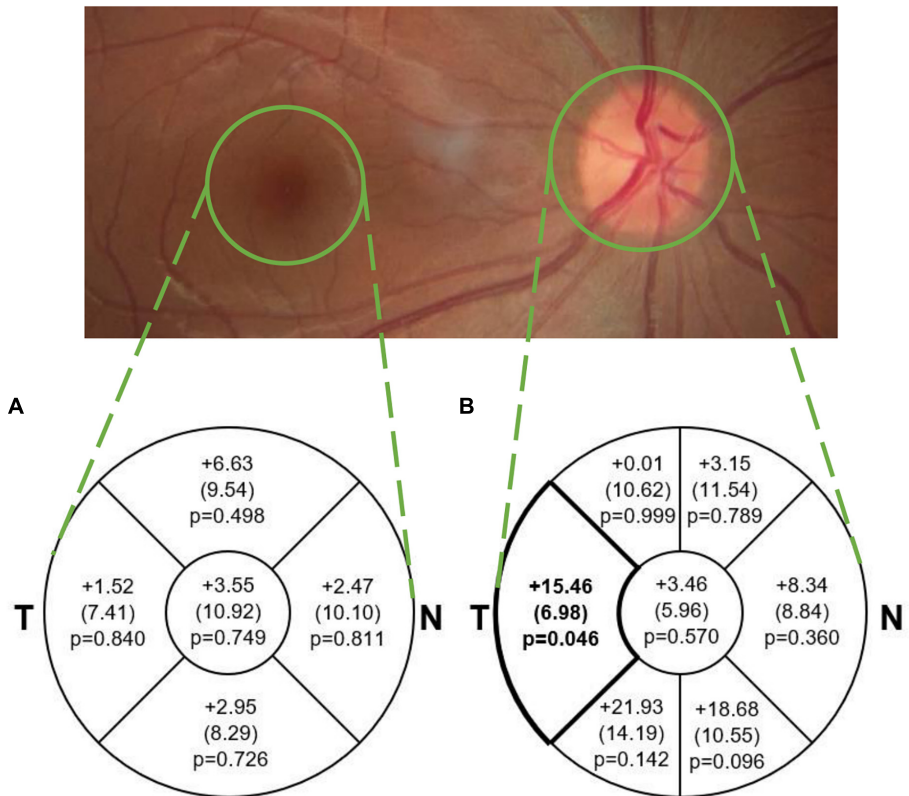 A
+6.63
(9.54)
p=0.498
T
+1.52
(7.41)
p=0.840
+3.55
(10.92)
p=0.749
+2.47
(10.10)
p=0.811
N
+2.95
(8.29)
p=0.726
B
+0.01
(10.62)
p=0.999
+3.15
(11.54)
p=0.789
T
+15.46
(6.98)
p=0.046
+3.46
(5.96)
p=0.570
+8.34
(8.84)
p=0.360
N
+21.93
(14.19)
p=0.142
+18.68
(10.55)
p=0.096